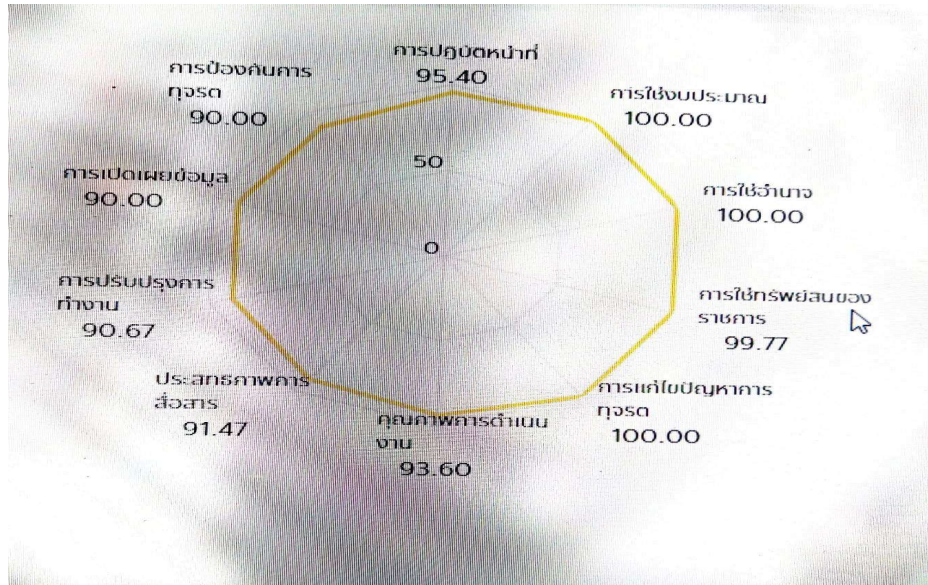 การปฏิบัติหน้าที่
95.40
การใช้งบประมาณ
100.00
การใช้อำนาจ
100.00
การใช้ทรัพย์สินของ
ราชการ
99.77
การแก้ไขปัญหาการ
ทุจริต
100.00
คุณภาพการดำเนิน
งาน
93.60
ประสิทธิภาพการ
สื่อสาร
91.47
การปรับปรุงการ
ทำงาน
90.67
การเปิดเผยข้อมูล
90.00
การป้องกันการ
ทุจริต
90.00
50
0